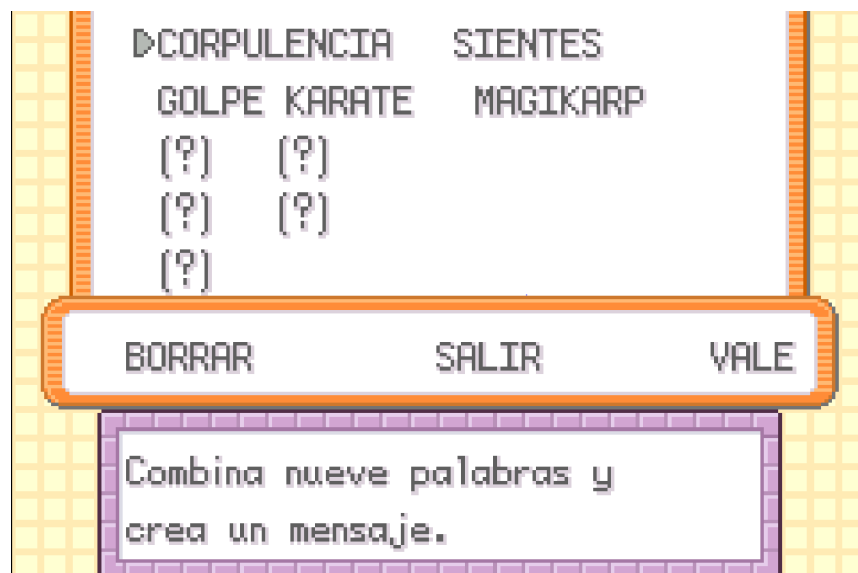 CORPULENCIA SIENTES
GOLPE KARATE MAGIKARP
(?) (?)
(?) (?)
(?)
BORRAR SALIR VALE
Combina nueve palabras y
crea un mensaje.